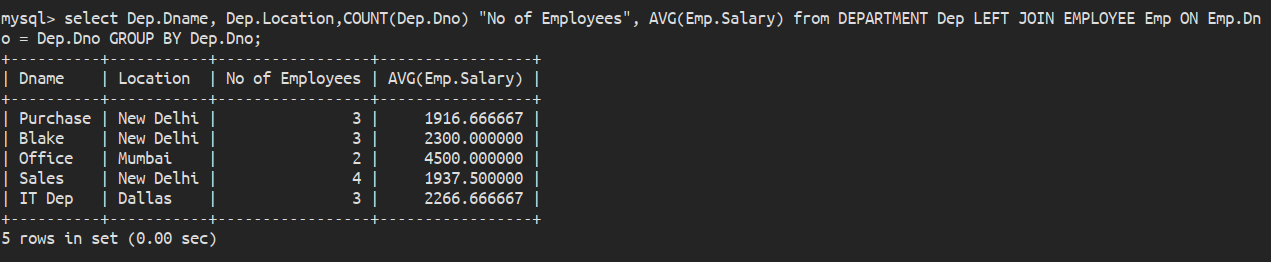 mysql> select Dep.Dname, Dep.Location,COUNT(Dep.Dno) "No of Employees", AVG(Emp.Salary) from DEPARTMENT Dep LEFT JOIN EMPLOYEE Emp ON Emp.Dn
o = Dep.Dno GROUP BY Dep.Dno;
+----------+-----------+-----------------+-----------------+
| Dname    | Location  | No of Employees | AVG(Emp.Salary) |
+----------+-----------+-----------------+-----------------+
| Purchase | New Delhi |               3 |     1916.666667 |
| Blake    | New Delhi |               3 |     2300.000000 |
| Office   | Mumbai    |               2 |     4500.000000 |
| Sales    | New Delhi |               4 |     1937.500000 |
| IT Dep   | Dallas    |               3 |     2266.666667 |
+----------+-----------+-----------------+-----------------+
5 rows in set (0.00 sec)